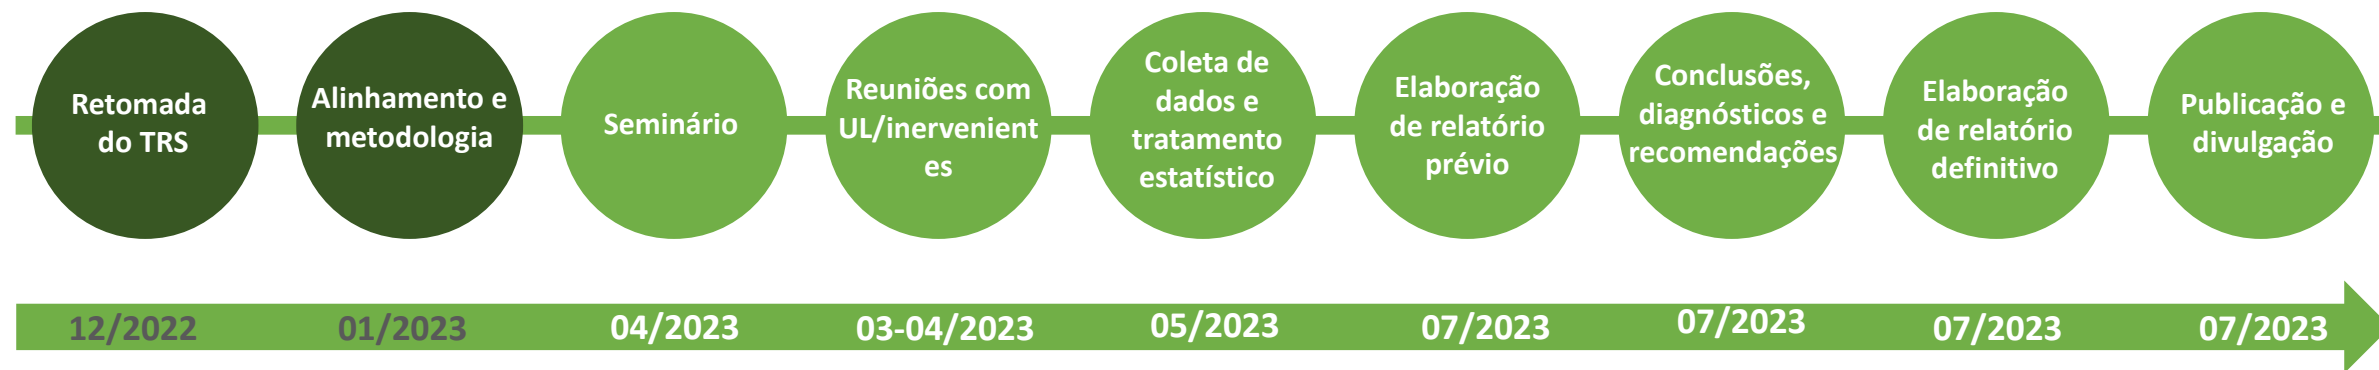 Retomada
do TRS
Alinhamento e
metodologia
Seminário
Reuniões com
UL/inervenient
es
Coleta de
dados e
tratamento
estatístico
Elaboração
de relatório
prévio
Conclusões,
diagnósticos e
recomendações
Elaboração
de relatório
definitivo
Publicação e
divulgação
12/2022
01/2023
04/2023
03-04/2023
05/2023
07/2023
07/2023
07/2023
07/2023